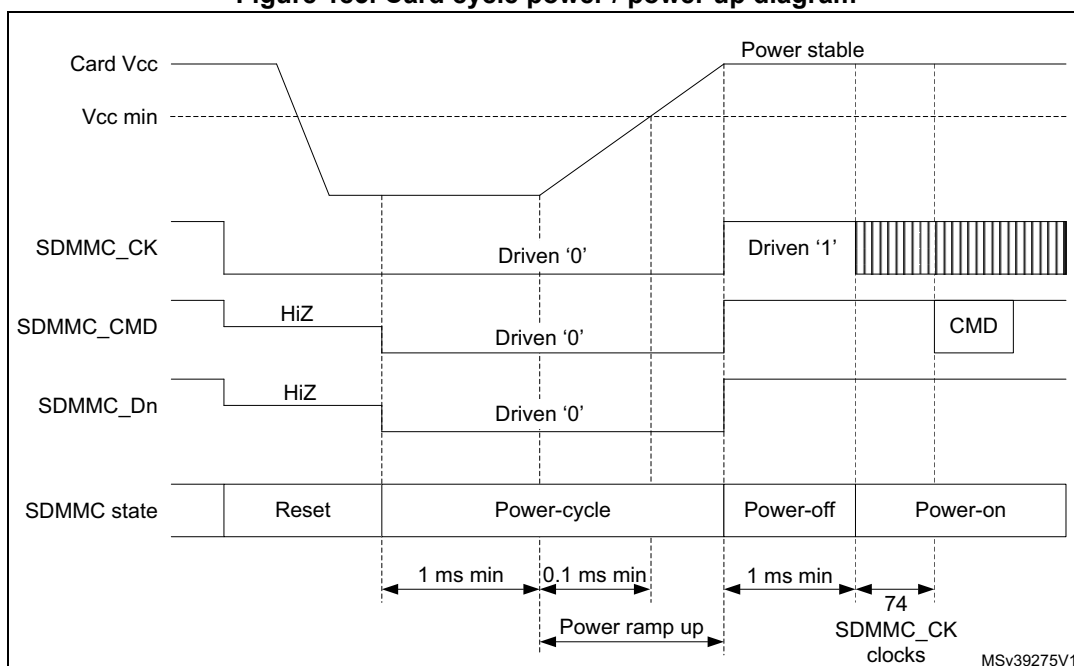 Power stable
Card Vcc
Vcc min
SDMMC_CK
Driven ‘0’
Driven ‘1’
HiZ
SDMMC_CMD
Driven ‘0’
CMD
HiZ
SDMMC_Dn
Driven ‘0’
SDMMC state
Reset
Power-cycle
Power-off
Power-on
1 ms min
0.1 ms min
1 ms min
74
SDMMC_CK
clocks
Power ramp up
MSv39275V1